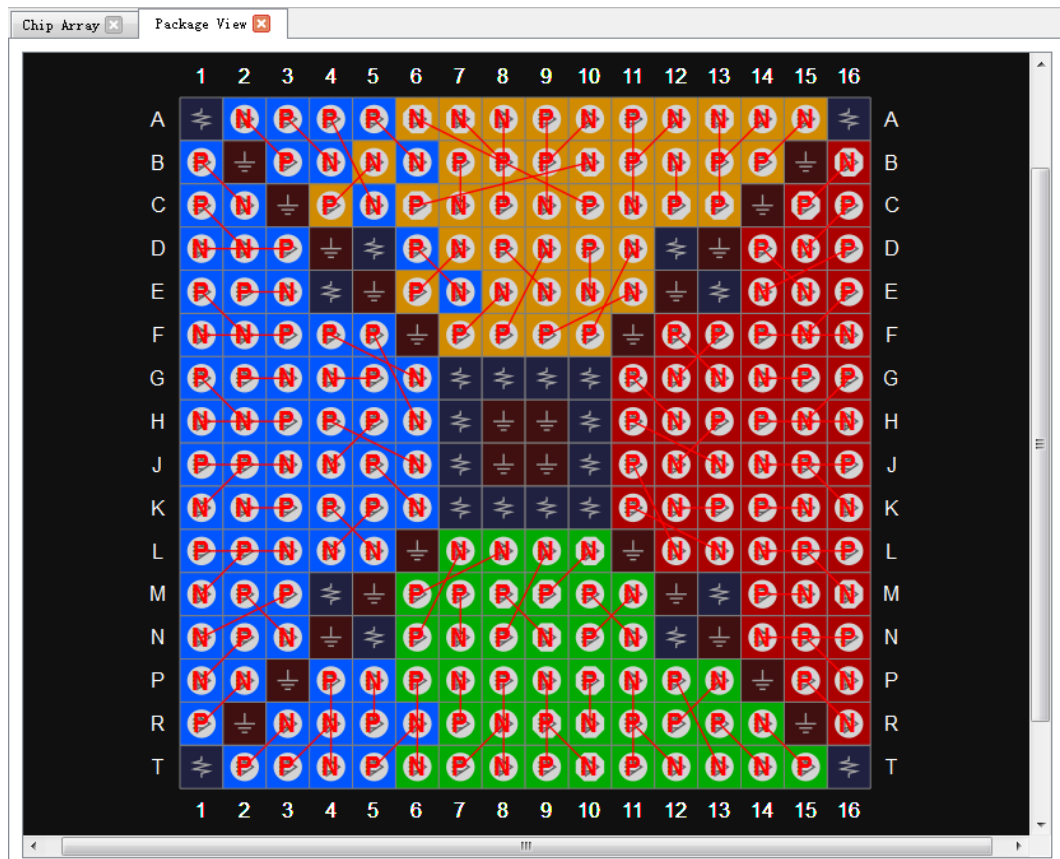 Chip Array
Package View
1 2 3 4 5 6 7 8 9 10 11 12 13 14 15 16
A N P P P N N N P N P N N N N A
B P P N N N P P P N N N P P N B
C P N P N P N P N P N P P P P C
D N N P P N P N P N P N P D
E P P N P N N N N N N N P E
F N N P P P P P P P P N P N N F
G P P N N P N P N N N P P G
H N N P P P N P N P P N N H
J P P N N P N P N N N P P J
K N N P P P N P P P P N N K
L P P N N N N N N N N N N P P L
M N P P P P P P P N P N N M
N N P N P N P N P N N P P N
P N N P N P N P N P N P N P N P
R P N N P N P N P N P P P N N R
T P P P P N N P N P N P N N N P T
1 2 3 4 5 6 7 8 9 10 11 12 13 14 15 16